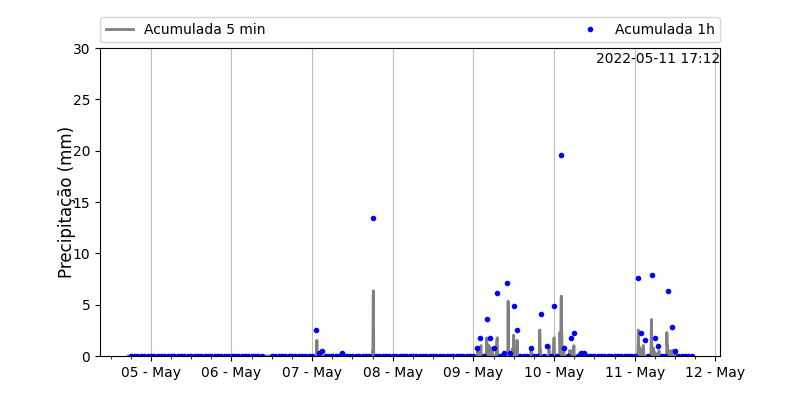 Acumulada 5 min Acumulada 1h
2022-05-11 17:12
Precipitação (mm)
30
25
20
15
10
5
0
05 - May 06 - May 07 - May 08 - May 09 - May 10 - May 11 - May 12 - May